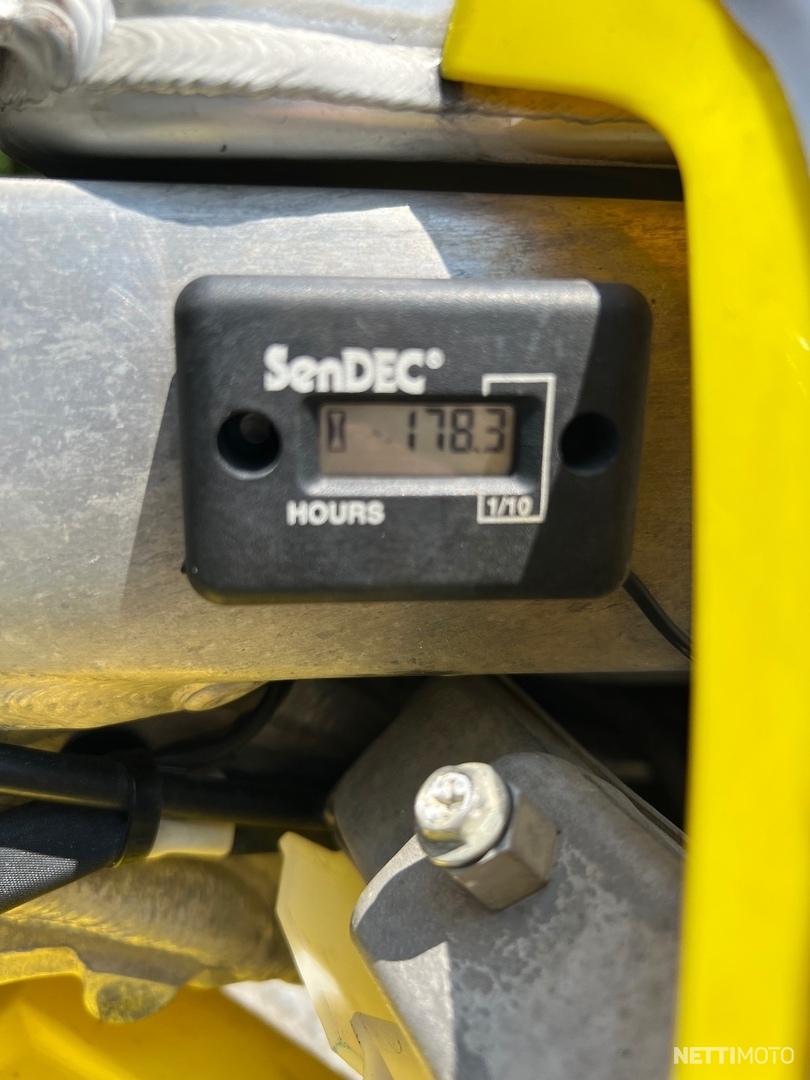 SenDEC®
178.3
HOURS
1/10
NETTIMOTO